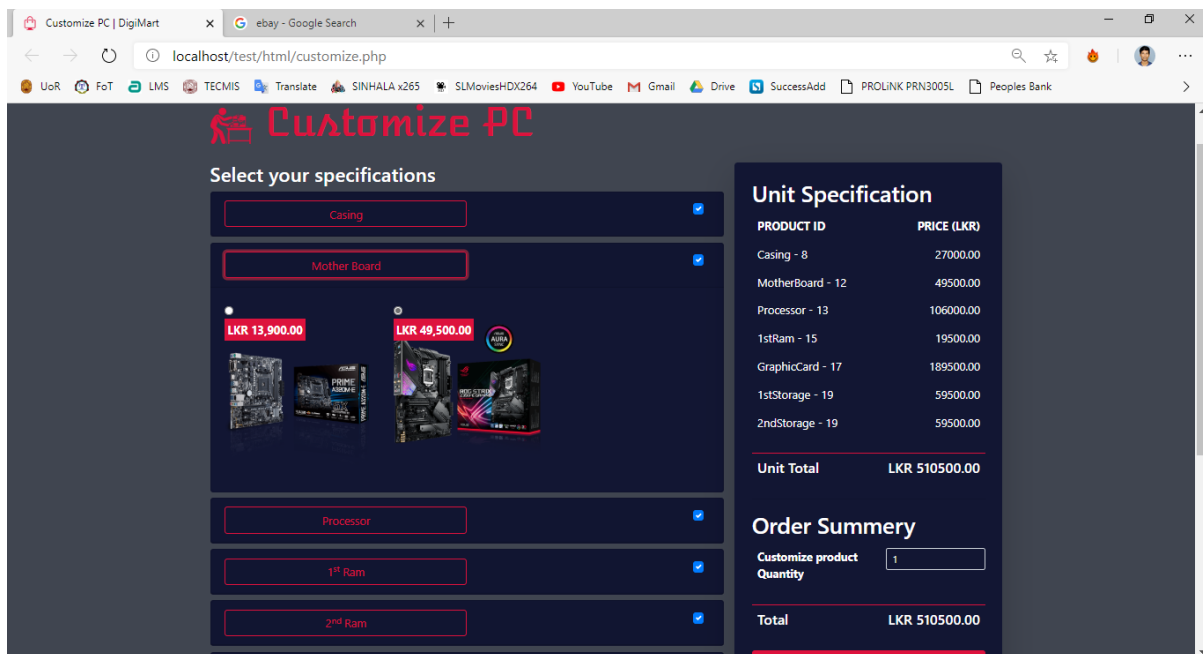 Customize PC | DigiMart
ebay - Google Search
localhost/test/html/customize.php
UoR FoT LMS TECMIS Translate SINHALA x265 SLMoviesHDX264 YouTube Gmail Drive SuccessAdd PROLiNK PRN3005L Peoples Bank
Customize PC
Select your specifications
Casing
Mother Board
LKR 13,900.00
LKR 49,500.00
AURA
PRIME
A320M-E
Processor
1st Ram
2nd Ram
Unit Specification
PRODUCT ID PRICE (LKR)
Casing - 8 27000.00
MotherBoard - 12 49500.00
Processor - 13 106000.00
1stRam - 15 19500.00
GraphicCard - 17 189500.00
1stStorage - 19 59500.00
2ndStorage - 19 59500.00
Unit Total LKR 510500.00
Order Summery
Customize product
Quantity
1
Total LKR 510500.00